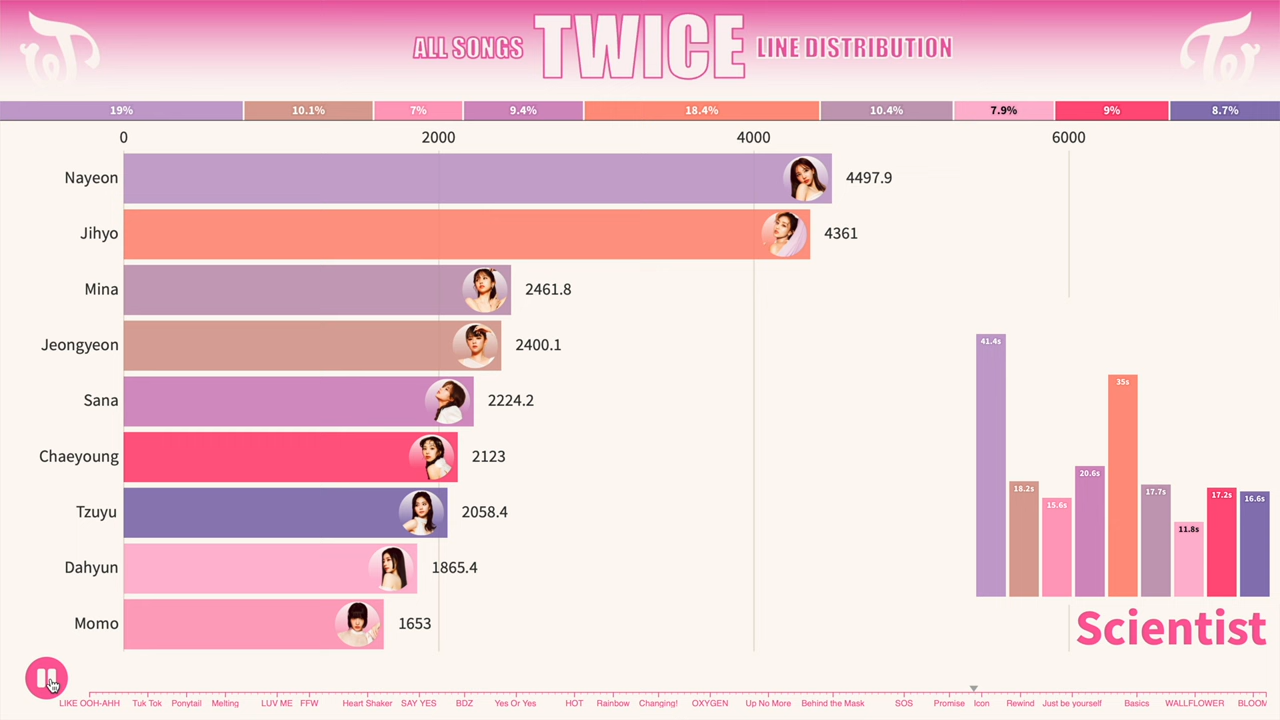 ALL SONGS TWICE LINE DISTRIBUTION
19% 10.1% 7% 9.4% 18.4% 10.4% 7.9% 9% 8.7%
0 2000 4000 6000
Nayeon 4497.9
Jihyo 4361
Mina 2461.8
Jeongyeon 2400.1
Sana 2224.2
Chaeyoung 2123
Tzuyu 2058.4
Dahyun 1865.4
Momo 1653
41.4s 18.2s 15.6s 20.6s 35s 17.7s 11.8s 17.2s 16.6s
Scientist
LIKE OOH-AHH Tuk Tok Ponytail Melting LUV ME FFW Heart Shaker SAY YES BDZ Yes Or Yes HOT Rainbow Changing! OXYGEN Up No More Behind the Mask SOS Promise Icon Rewind Just be yourself Basics WALLFLOWER BLOOM